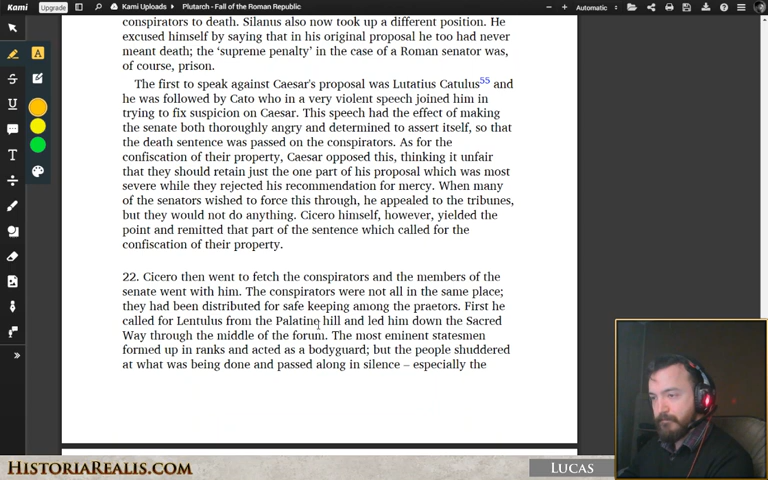 Kami
Upgrade
Kami Uploads > Plutarch - Fall of the Roman Republic
Automatic
conspirators to death. Silanus also now took up a different position. He
excused himself by saying that in his original proposal he too had never
meant death; the 'supreme penalty' in the case of a Roman senator was,
of course, prison.
The first to speak against Caesar's proposal was Lutatius Catulus55 and
he was followed by Cato who in a very violent speech joined him in
trying to fix suspicion on Caesar. This speech had the effect of making
the senate both thoroughly angry and determined to assert itself, so that
the death sentence was passed on the conspirators. As for the
confiscation of their property, Caesar opposed this, thinking it unfair
that they should retain just the one part of his proposal which was most
severe while they rejected his recommendation for mercy. When many
of the senators wished to force this through, he appealed to the tribunes,
but they would not do anything. Cicero himself, however, yielded the
point and remitted that part of the sentence which called for the
confiscation of their property.
22. Cicero then went to fetch the conspirators and the members of the
senate went with him. The conspirators were not all in the same place;
they had been distributed for safe keeping among the praetors. First he
called for Lentulus from the Palatine hill and led him down the Sacred
Way through the middle of the forum. The most eminent statesmen
formed up in ranks and acted as a bodyguard; but the people shuddered
at what was being done and passed along in silence – especially the
HISTORIAREALIS.COM
LUCAS